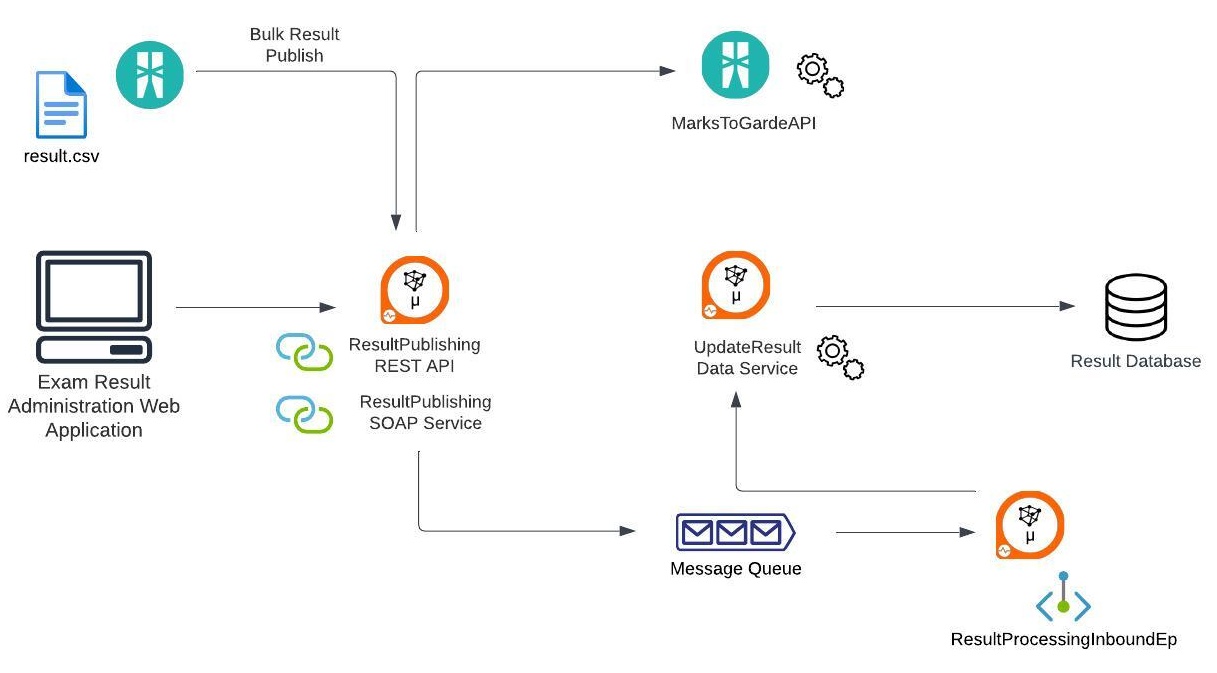 Bulk Result
Publish
result.csv
MarksToGardeAPI
μ
μ
Exam Result
Administration Web
Application
ResultPublishing
REST API
ResultPublishing
SOAP Service
UpdateResult
Data Service
Result Database
μ
Message Queue
ResultProcessingInboundEp